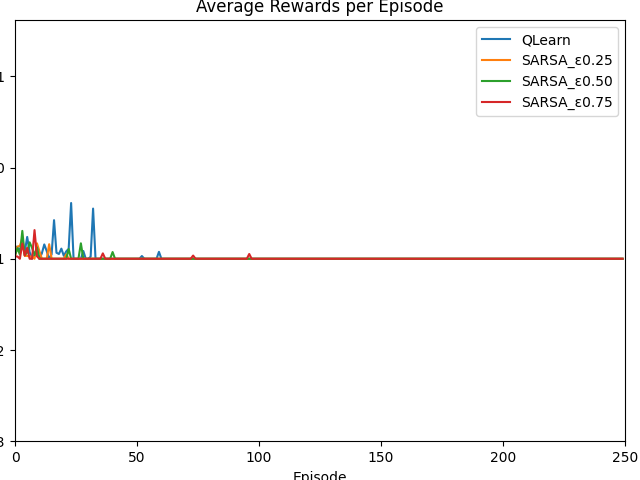 Average Rewards per Episode
QLearn
SARSA_ε0.25
SARSA_ε0.50
SARSA_ε0.75
1
0
1
2
3
0 50 100 150 200 250
Episode